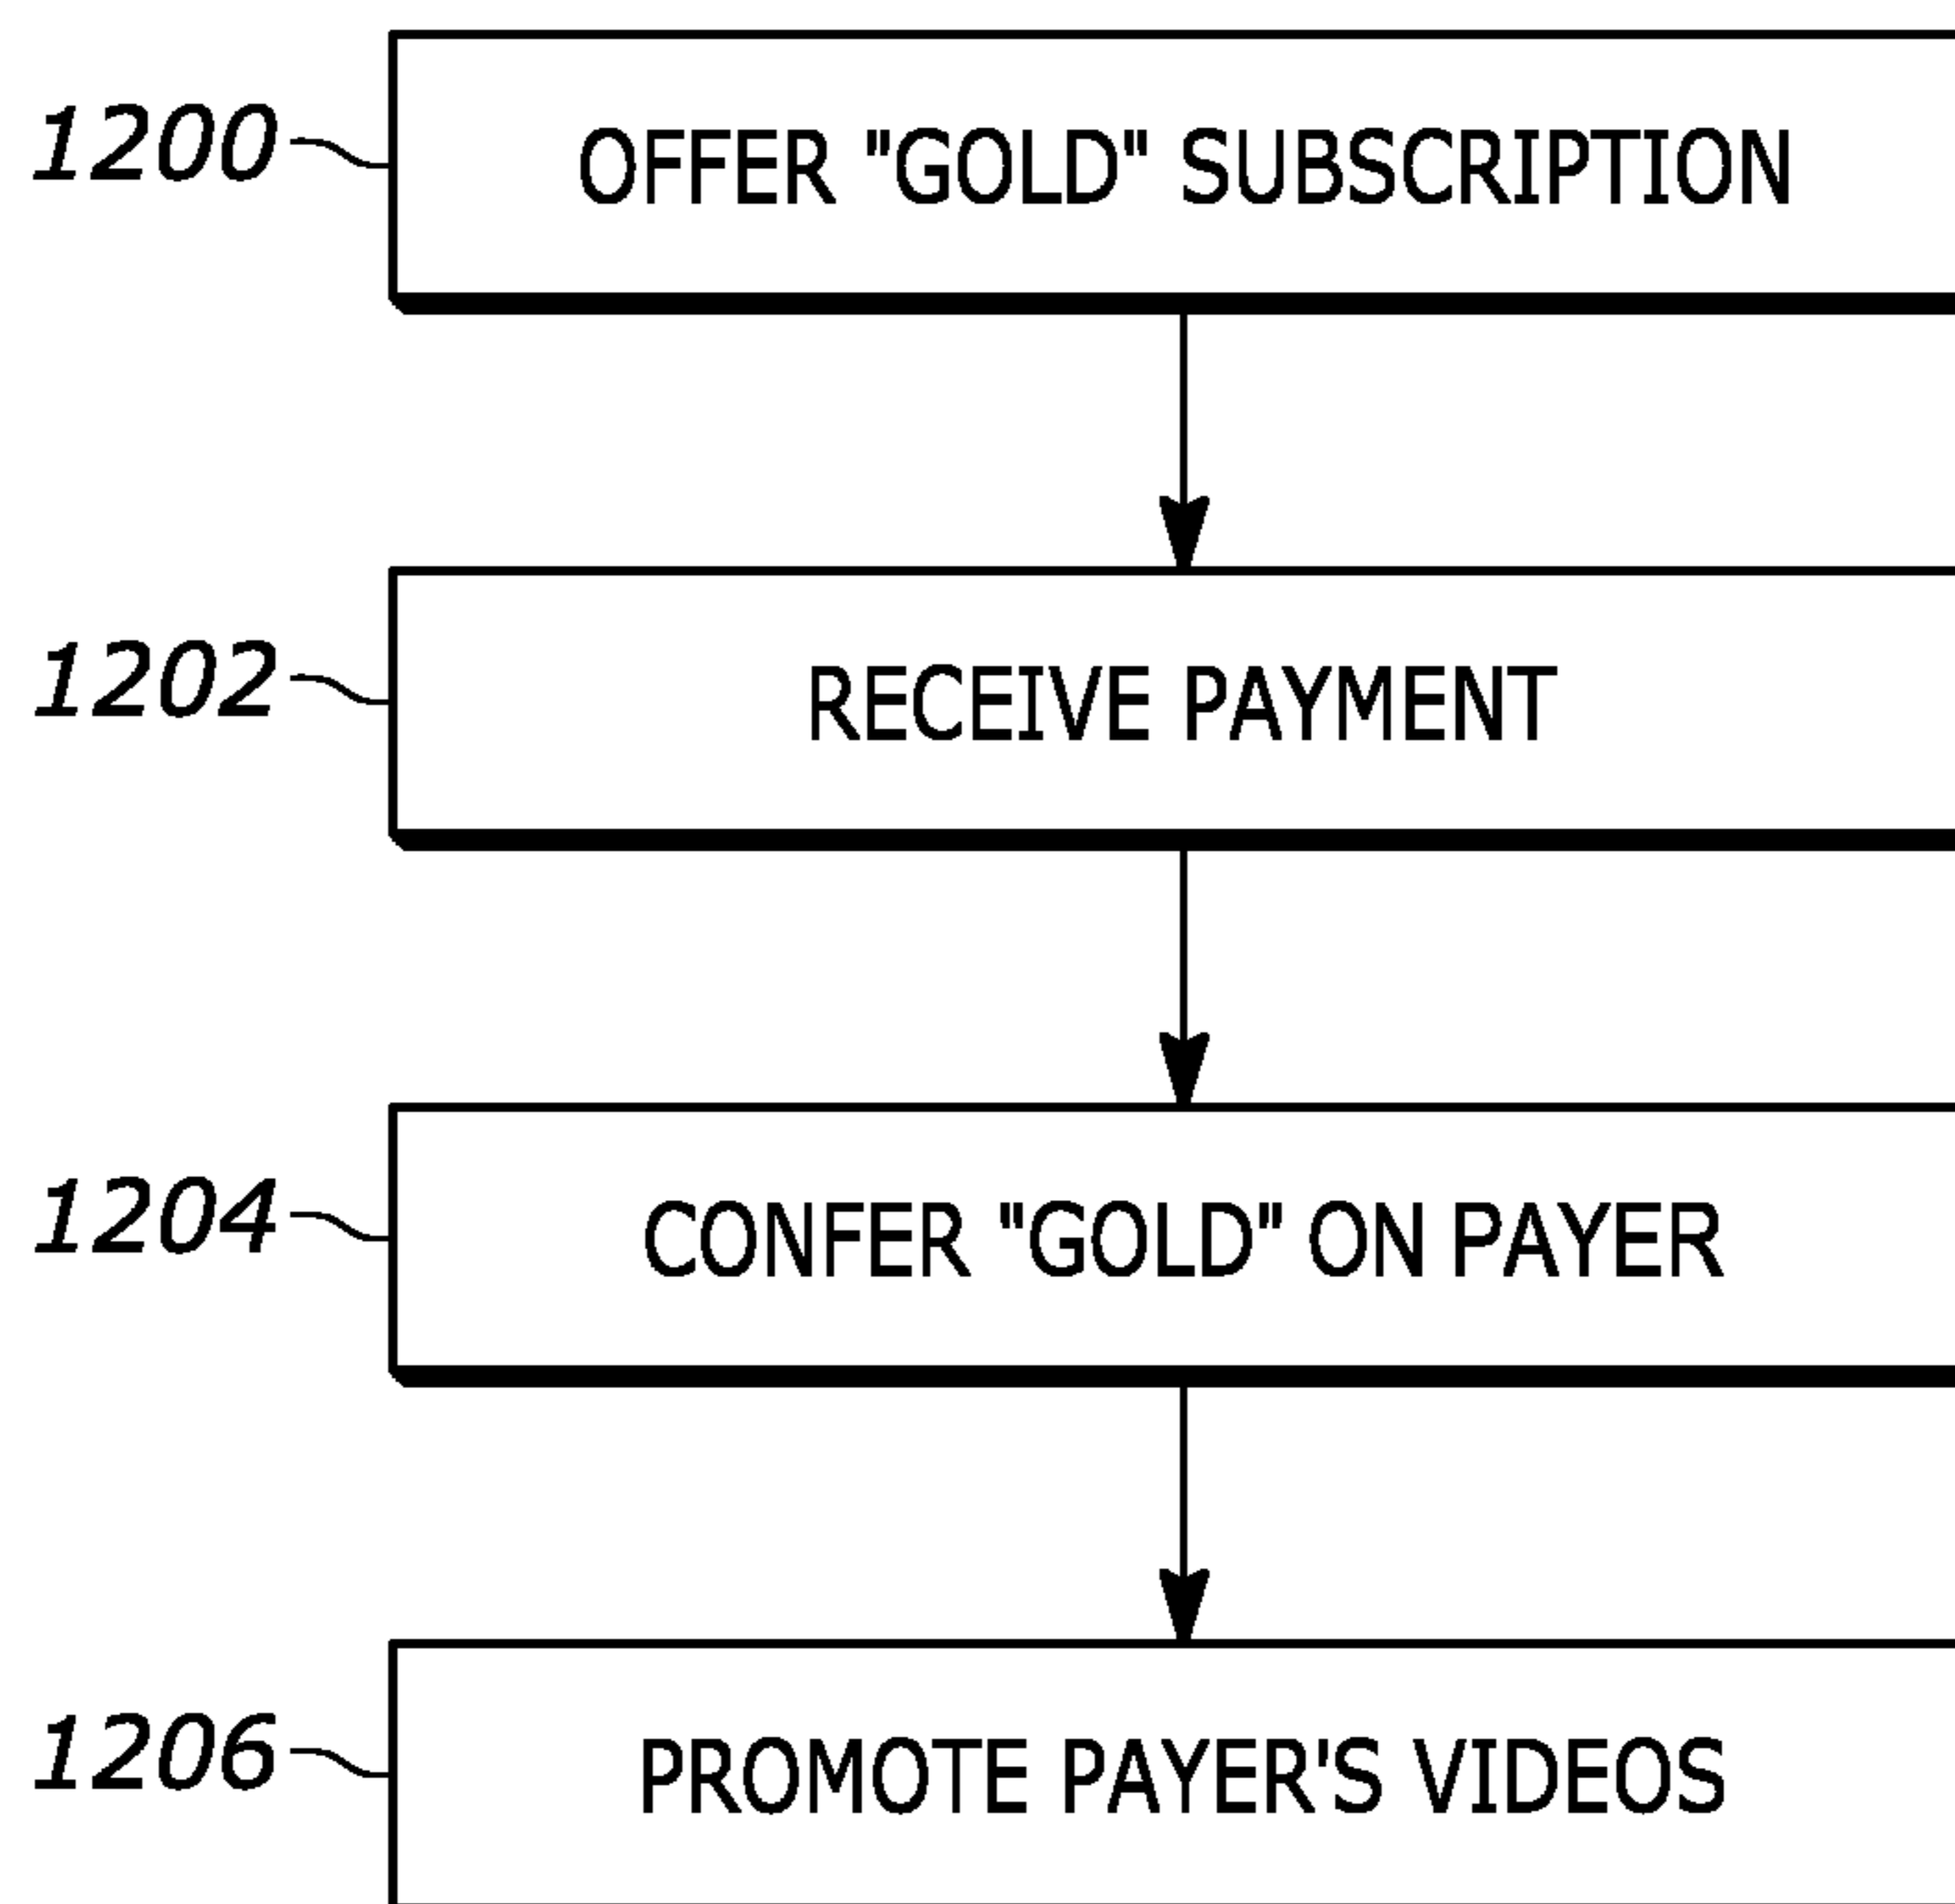 1200 OFFER "GOLD" SUBSCRIPTION
1202 RECEIVE PAYMENT
1204 CONFER "GOLD" ON PAYER
1206 PROMOTE PAYER'S VIDEOS